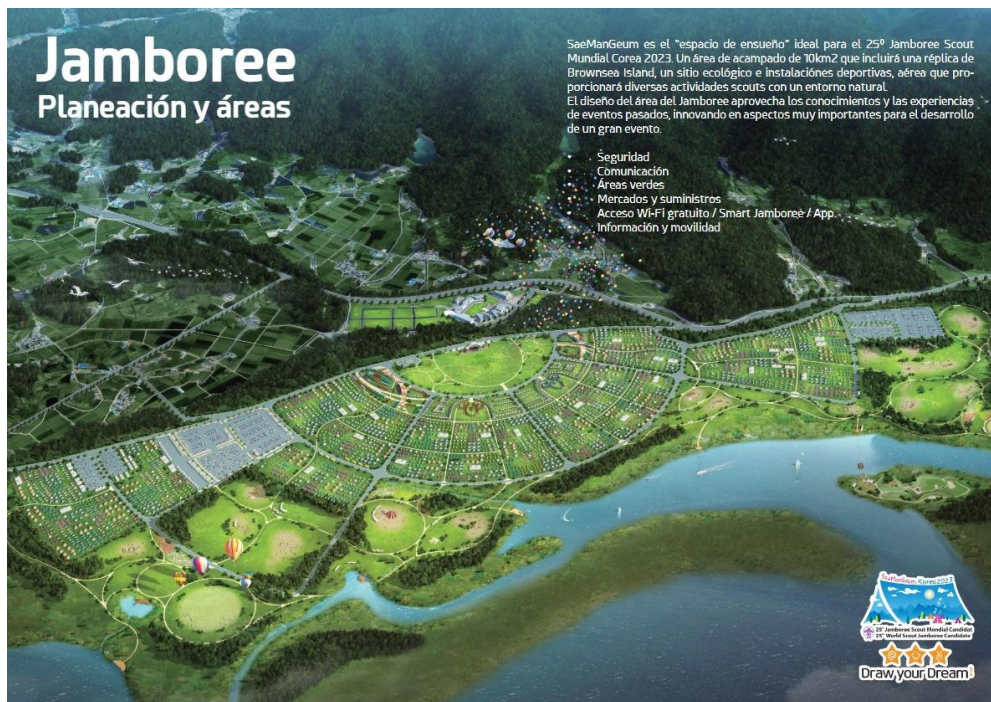 Jamboree
Planeación y áreas
SaeManGeum es el "espacio de ensueño" ideal para el 25º Jamboree Scout
Mundial Corea 2023. Un área de acampado de 10km2 que incluirá una réplica de
Brownsea Island, un sitio ecológico e instalaciónes deportivas, aérea que pro-
porcionará diversas actividades scouts con un entorno natural.
El diseño del área del Jamboree aprovecha los conocimientos y las experiencias
de eventos pasados, innovando en aspectos muy importantes para el desarrollo
de un gran evento.
Seguridad
Comunicación
Áreas verdes
Mercados y suministros
Acceso Wi-Fi gratuito / Smart Jamboree / App.
Información y movilidad
SaeManGeum, Korea 2023
25º Jamboree Scout Mondial Candidat
25º World Scout Jamboree Candidate
Draw your Dream!